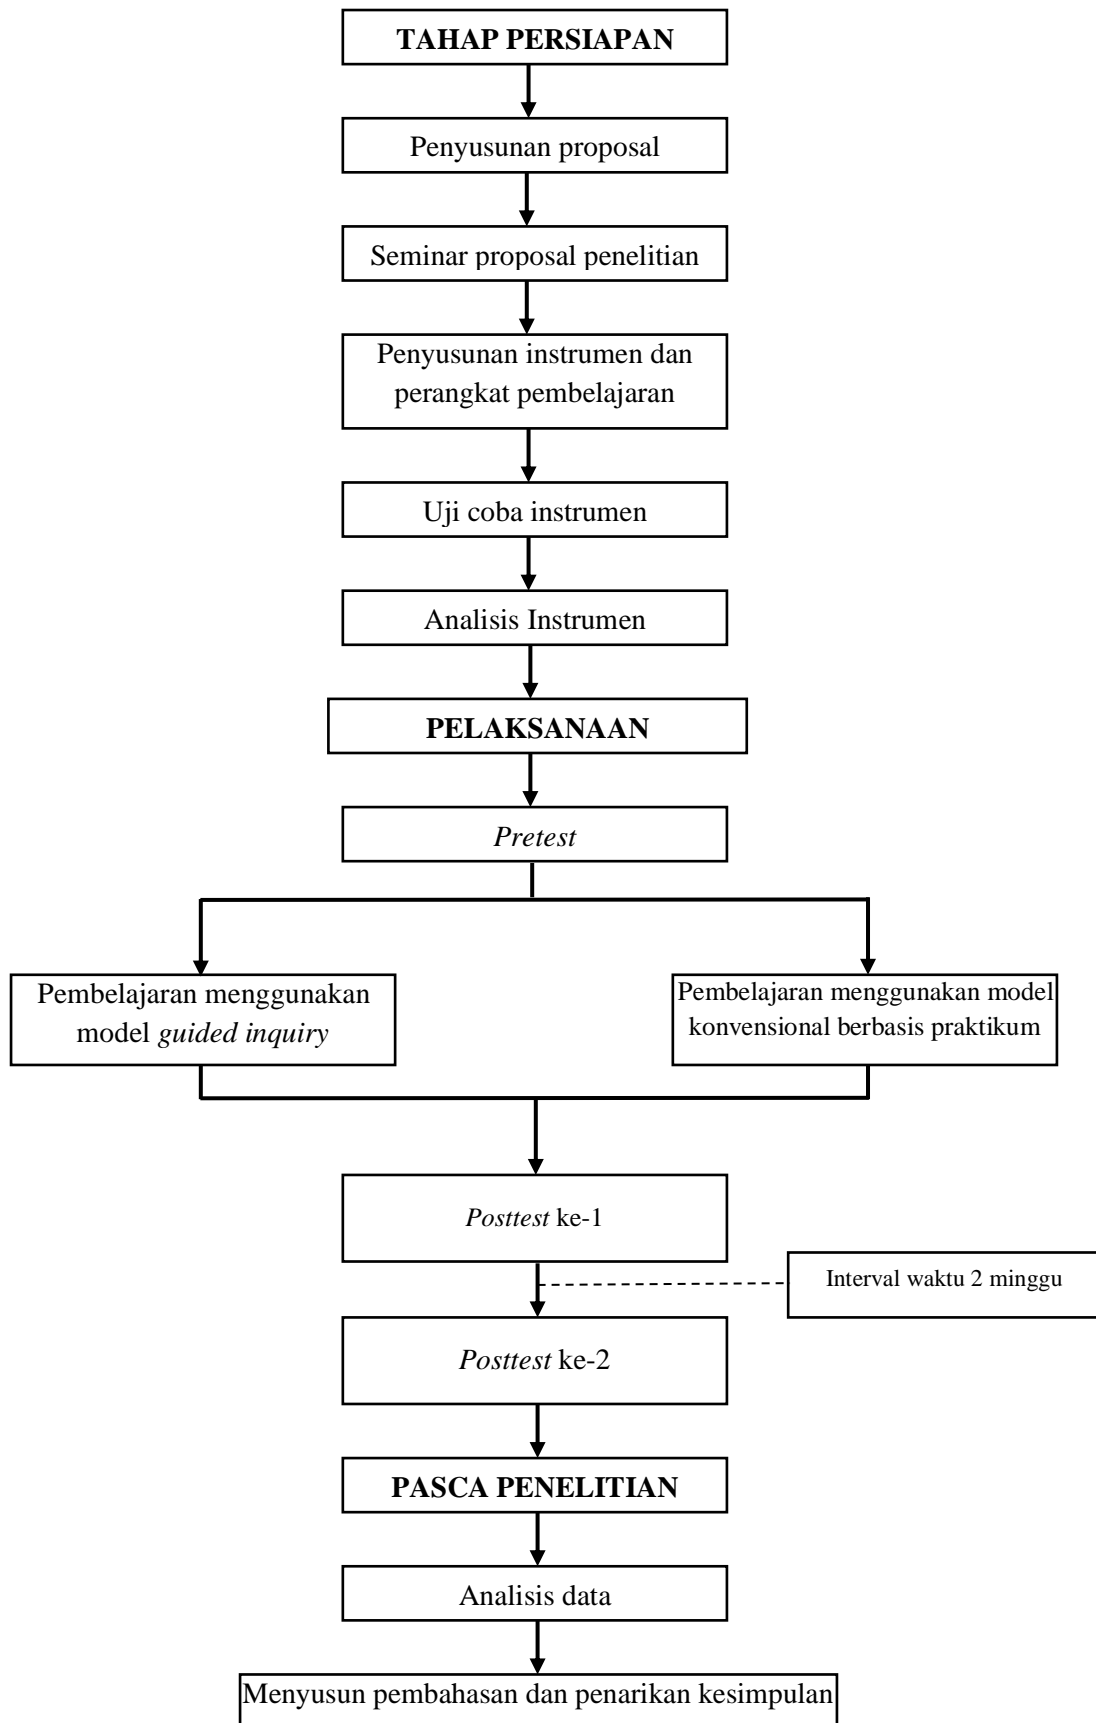 TAHAP PERSIAPAN
Penyusunan proposal
Seminar proposal penelitian
Penyusunan instrumen dan
perangkat pembelajaran
Uji coba instrumen
Analisis Instrumen
PELAKSANAAN
Pretest
Pembelajaran menggunakan
model guided inquiry
Pembelajaran menggunakan model
konvensional berbasis praktikum
Posttest ke-1
Interval waktu 2 minggu
Posttest ke-2
PASCA PENELITIAN
Analisis data
Menyusun pembahasan dan penarikan kesimpulan